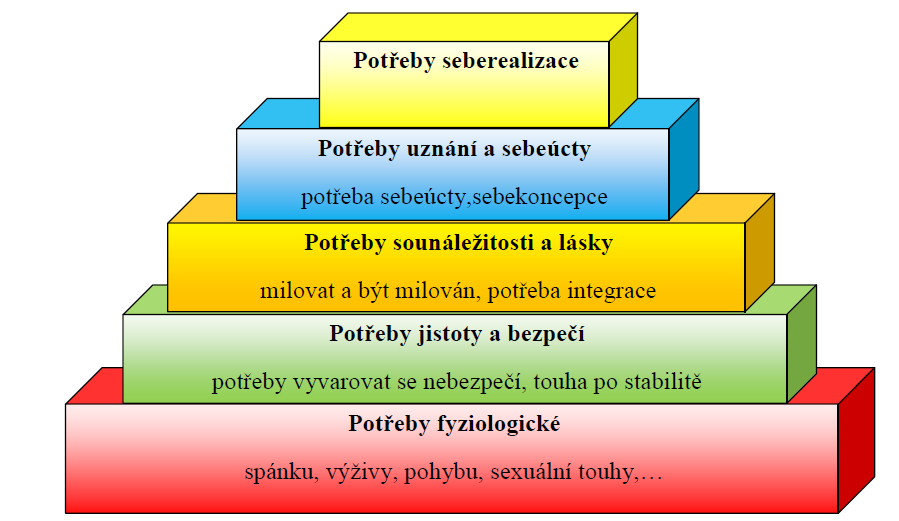 Potřeby seberealizace
Potřeby uznání a sebeúcty
potřeba sebeúcty,sebekoncepce
Potřeby sounáležitosti a lásky
milovat a být milován, potřeba integrace
Potřeby jistoty a bezpečí
potřeby vyvarovat se nebezpečí, touha po stabilitě
Potřeby fyziologické
spánku, výživy, pohybu, sexuální touhy,…